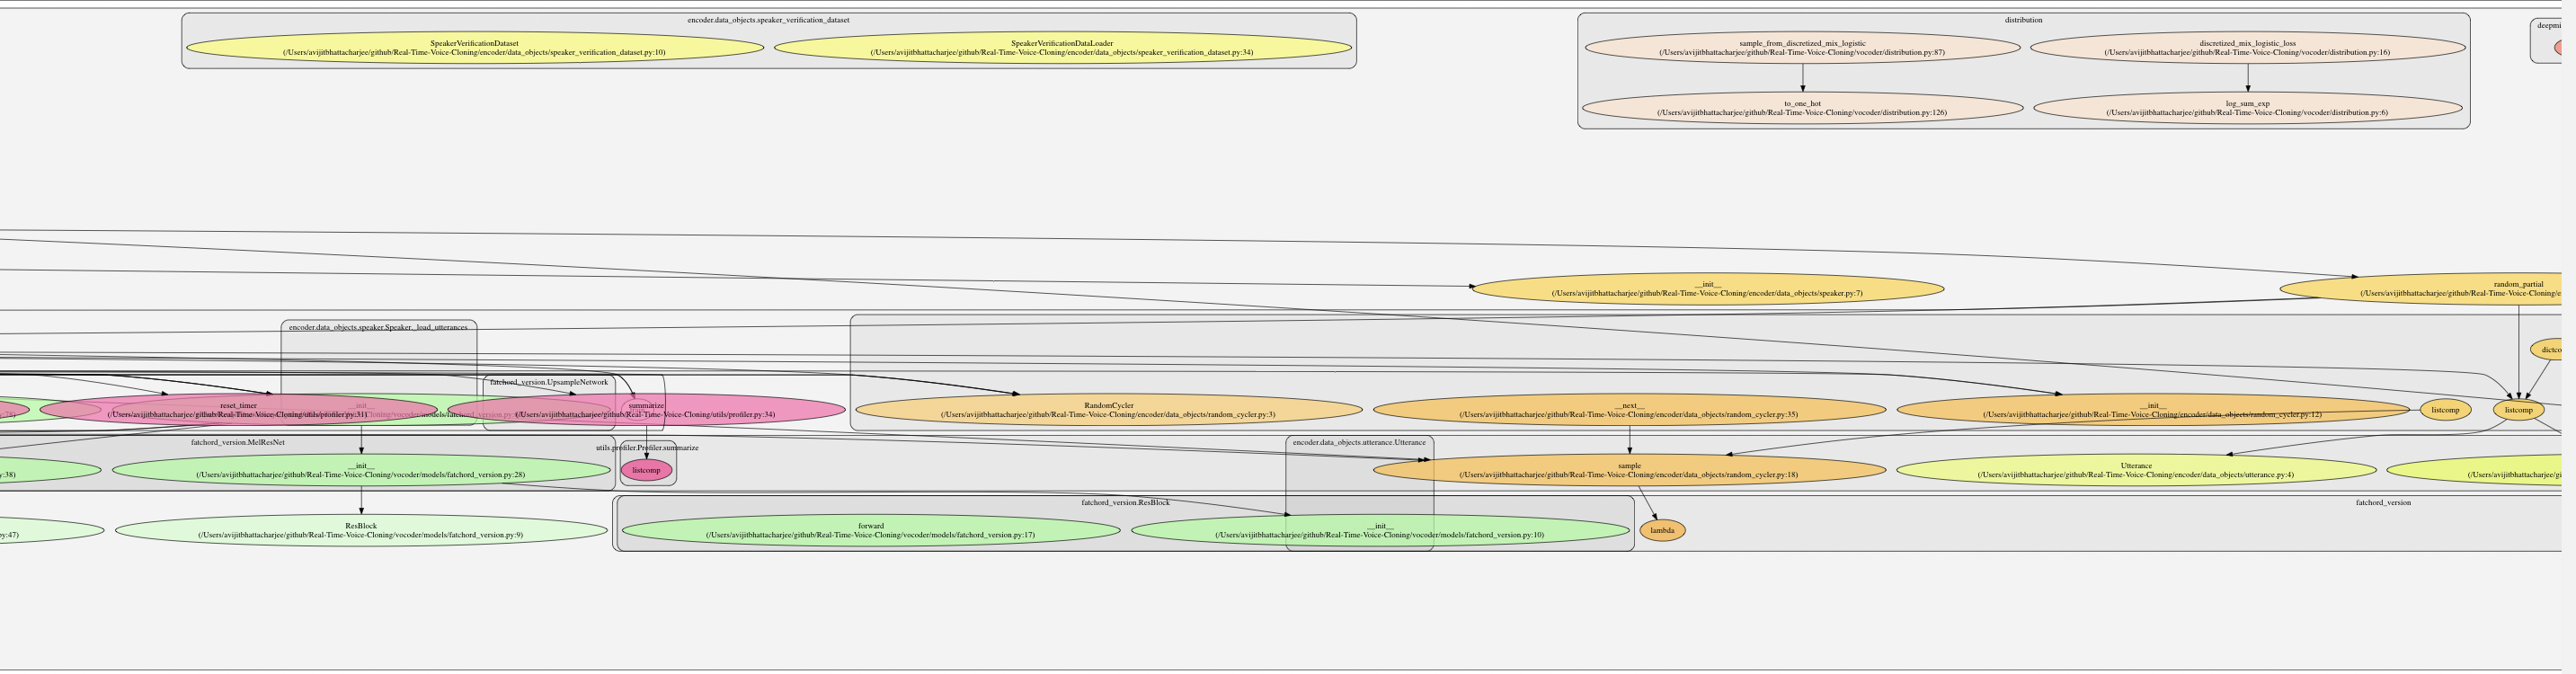 encoder.data_objects.speaker_verification_dataset
distribution
SpeakerVerificationDataset
(/Users/avijitbhattacharjee/github/Real-Time-Voice-Cloning/encoder/data_objects/speaker_verification_dataset.py:10)
SpeakerVerificationDataLoader
(/Users/avijitbhattacharjee/github/Real-Time-Voice-Cloning/encoder/data_objects/speaker_verification_dataset.py:34)
sample_from_discretized_mix_logistic
(/Users/avijitbhattacharjee/github/Real-Time-Voice-Cloning/vocoder/distribution.py:87)
discretized_mix_logistic_loss
(/Users/avijitbhattacharjee/github/Real-Time-Voice-Cloning/vocoder/distribution.py:16)
to_one_hot
(/Users/avijitbhattacharjee/github/Real-Time-Voice-Cloning/vocoder/distribution.py:126)
log_sum_exp
(/Users/avijitbhattacharjee/github/Real-Time-Voice-Cloning/vocoder/distribution.py:6)
__init__
(/Users/avijitbhattacharjee/github/Real-Time-Voice-Cloning/encoder/data_objects/speaker.py:7)
random_partial
(/Users/avijitbhattacharjee/github/Real-Time-Voice-Cloning/e
encoder.data_objects.speaker.Speaker._load_utterances
fatchord_version.UpsampleNetwork
reset_timer
(/Users/avijitbhattacharjee/github/Real-Time-Voice-Cloning/utils/profiler.py:31)
__init__
summarize
(/Users/avijitbhattacharjee/github/Real-Time-Voice-Cloning/utils/profiler.py:34)
RandomCycler
(/Users/avijitbhattacharjee/github/Real-Time-Voice-Cloning/encoder/data_objects/random_cycler.py:3)
__next__
(/Users/avijitbhattacharjee/github/Real-Time-Voice-Cloning/encoder/data_objects/random_cycler.py:35)
__init__
(/Users/avijitbhattacharjee/github/Real-Time-Voice-Cloning/encoder/data_objects/random_cycler.py:12)
listcomp
listcomp
fatchord_version.MelResNet
utils.profiler.Profiler.summarize
encoder.data_objects.utterance.Utterance
:38)
__init__
(/Users/avijitbhattacharjee/github/Real-Time-Voice-Cloning/vocoder/models/fatchord_version.py:28)
listcomp
sample
(/Users/avijitbhattacharjee/github/Real-Time-Voice-Cloning/encoder/data_objects/random_cycler.py:18)
Utterance
(/Users/avijitbhattacharjee/github/Real-Time-Voice-Cloning/encoder/data_objects/utterance.py:4)
(/Users/avijitbhattacharjee/gi
fatchord_version.ResBlock
fatchord_version
y:47)
ResBlock
(/Users/avijitbhattacharjee/github/Real-Time-Voice-Cloning/vocoder/models/fatchord_version.py:9)
forward
(/Users/avijitbhattacharjee/github/Real-Time-Voice-Cloning/vocoder/models/fatchord_version.py:17)
__init__
(/Users/avijitbhattacharjee/github/Real-Time-Voice-Cloning/vocoder/models/fatchord_version.py:10)
lambda